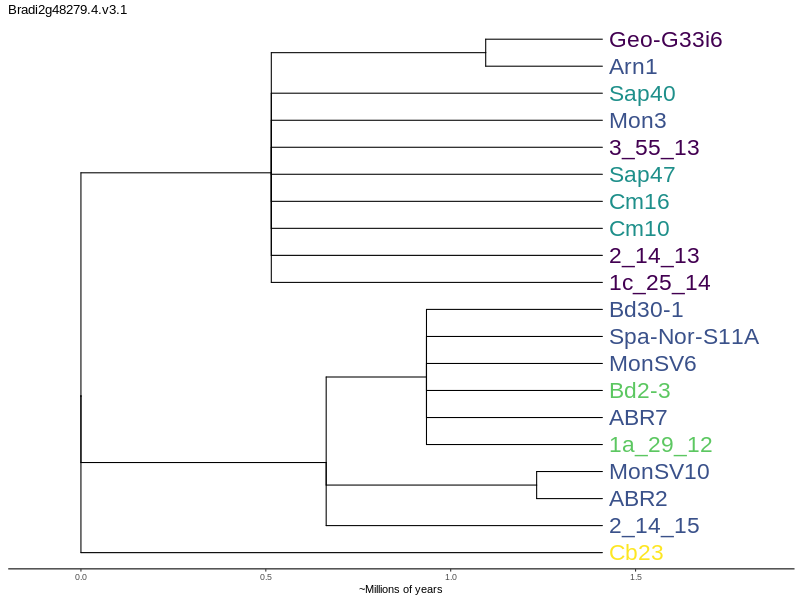 Bradi2g48279.4.v3.1
Geo-G33i6
Arn1
Sap40
Mon3
3_55_13
Sap47
Cm16
Cm10
2_14_13
1c_25_14
Bd30-1
Spa-Nor-S11A
MonSV6
Bd2-3
ABR7
1a_29_12
MonSV10
ABR2
2_14_15
Cb23
0.0 0.5 1.0 1.5
~Millions of years